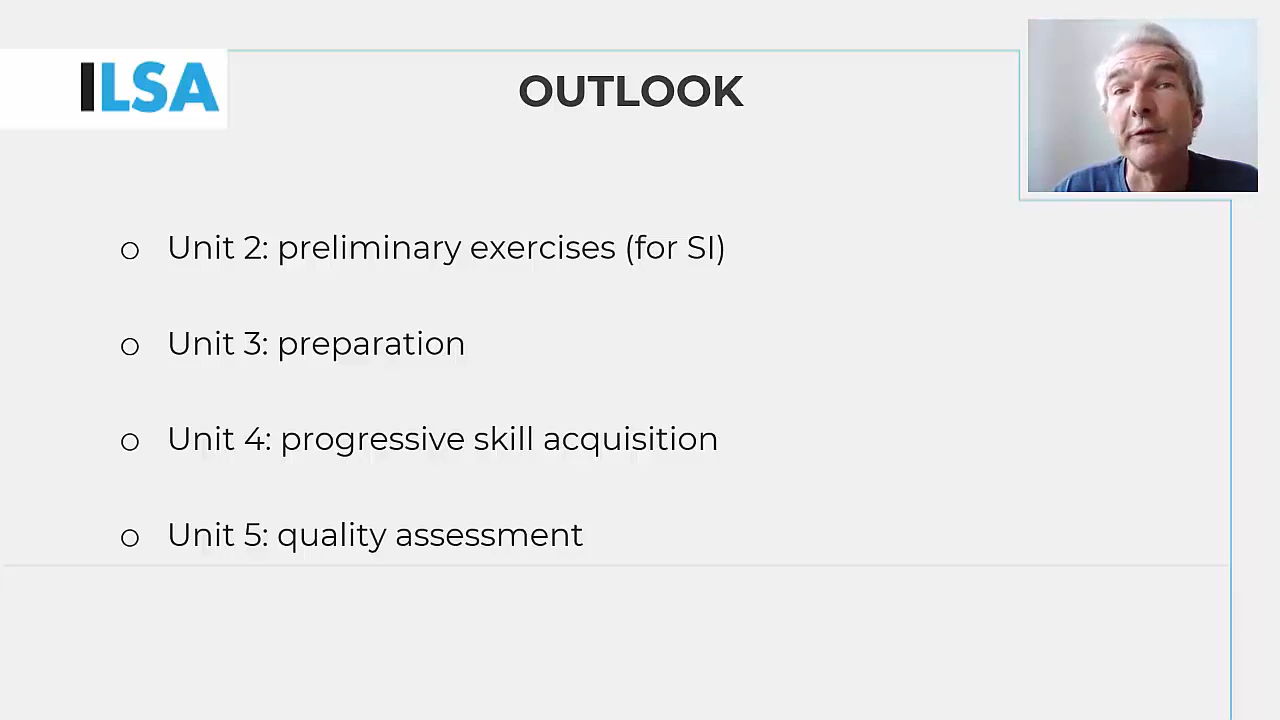 ILSA
OUTLOOK
Unit 2: preliminary exercises (for SI)
Unit 3: preparation
Unit 4: progressive skill acquisition
Unit 5: quality assessment